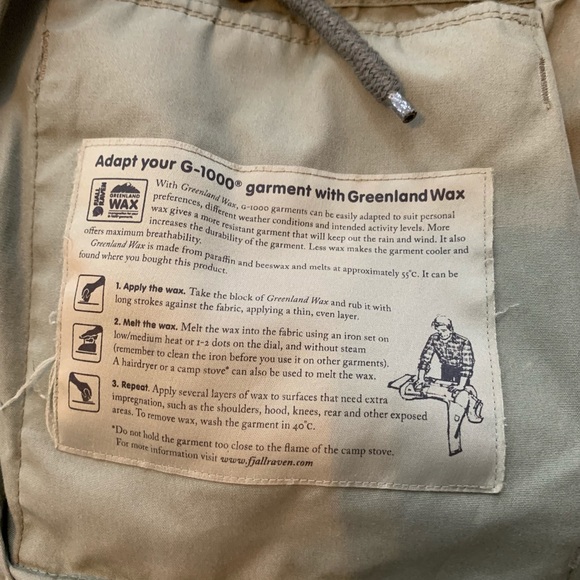 Adapt your G-1000® garment with Greenland Wax
FJÄLL
RÄVEN
GREENLAND
WAX
With Greenland Wax, G-1000 garments can be easily adapted to suit personal
preferences, different weather conditions and intended activity levels. More
wax gives a more resistant garment that will keep out the rain and wind. It also
increases the durability of the garment. Less wax makes the garment cooler and
offers maximum breathability.
Greenland Wax is made from paraffin and beeswax and melts at approximately 55°C. It can be
found where you bought this product.
1. Apply the wax. Take the block of Greenland Wax and rub it with
long strokes against the fabric, applying a thin, even layer.
2. Melt the wax. Melt the wax into the fabric using an iron set on
low/medium heat or 1-2 dots on the dial, and without steam
(remember to clean the iron before you use it on other garments).
A hairdryer or a camp stove* can also be used to melt the wax.
3. Repeat. Apply several layers of wax to surfaces that need extra
impregnation, such as the shoulders, hood, knees, rear and other exposed
areas. To remove wax, wash the garment in 40°C.
*Do not hold the garment too close to the flame of the camp stove.
For more information visit www.fjallraven.com